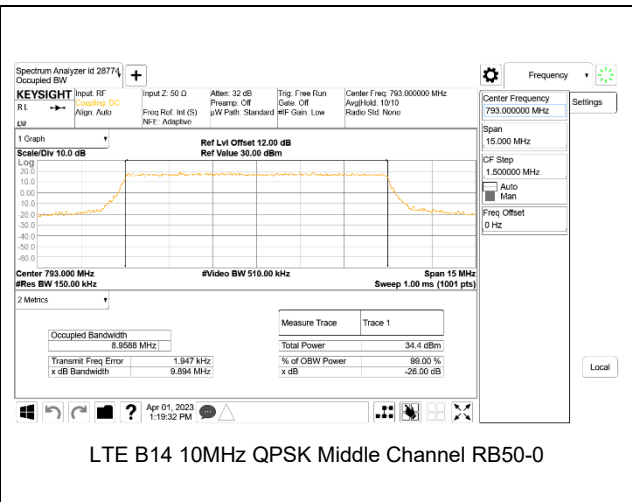 Spectrum Analyzer id 28774
Occupied BW
Frequency
KEYSIGHT
R L
Input: RF
Coupling: DC
Align: Auto
Input Z: 50 Ω
Freq Ref: Int (S)
NFE: Adaptive
Atten: 32 dB
Preamp: Off
µW Path: Standard
Trig: Free Run
Gate: Off
#IF Gain: Low
Center Freq: 793.000000 MHz
Avg|Hold: 10/10
Radio Std: None
Center Frequency
793.000000 MHz
Settings
Span
15.000 MHz
CF Step
1.500000 MHz
Auto
Man
Freq Offset
0 Hz
1 Graph
Scale/Div 10.0 dB
Ref Lvl Offset 12.00 dB
Ref Value 30.00 dBm
Log
20.0
10.0
0.00
-10.0
-20.0
-30.0
-40.0
-50.0
-60.0
Center 793.000 MHz
#Res BW 150.00 kHz
#Video BW 510.00 kHz
Span 15 MHz
Sweep 1.00 ms (1001 pts)
2 Metrics
Measure Trace Trace 1
Occupied Bandwidth
8.9588 MHz
Total Power 34.4 dBm
Transmit Freq Error 1.947 kHz
% of OBW Power 99.00 %
x dB Bandwidth 9.894 MHz
x dB -26.00 dB
Local
Apr 01, 2023
1:19:32 PM
LTE B14 10MHz QPSK Middle Channel RB50-0